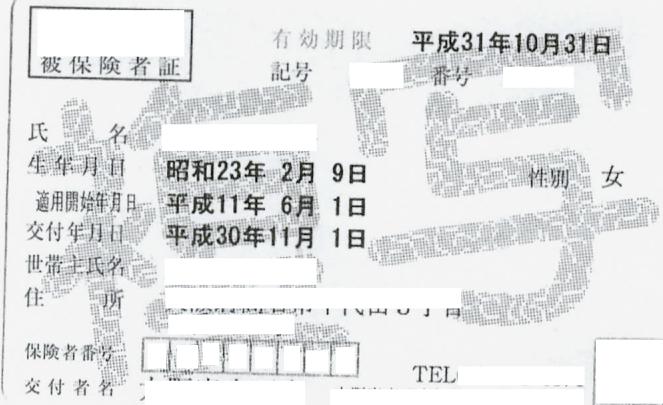 有効期限 平成31年10月31日
被保険者証
記号 番号
氏名
生年月日 昭和23年 2月 9日 性別 女
適用開始年月日 平成11年 6月 1日
交付年月日 平成30年11月 1日
世帯主氏名
住所
保険者番号
TEL
交付者名
複写